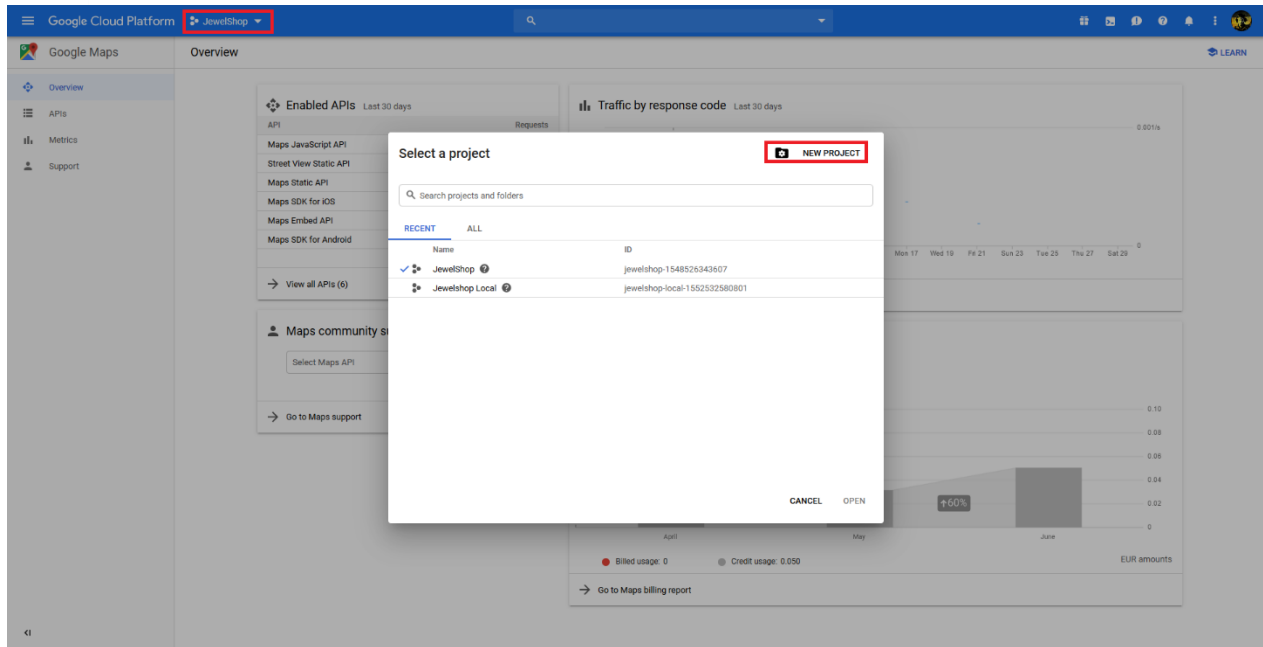 Google Cloud Platform JewelShop
Google Maps
Overview
LEARN
Overview
APIs
Metrics
Support
Enabled APIs Last 30 days
API Requests
Maps JavaScript API
Street View Static API
Maps Static API
Maps SDK for iOS
Maps Embed API
Maps SDK for Android
View all APIs (6)
Maps community su
Select Maps API
Go to Maps support
Traffic by response code Last 30 days
0.001/s
0
Mon 17 Wed 19 Fri 21 Sun 23 Tue 25 Thu 27 Sat 29
Select a project
NEW PROJECT
Search projects and folders
RECENT ALL
Name ID
JewelShop jewelshop-1548526343607
Jewelshop Local jewelshop-local-1552532580801
CANCEL OPEN
0.10
0.08
0.06
0.04
0.02
0
60%
April May June
Billed usage: 0 Credit usage: 0.050
EUR amounts
Go to Maps billing report